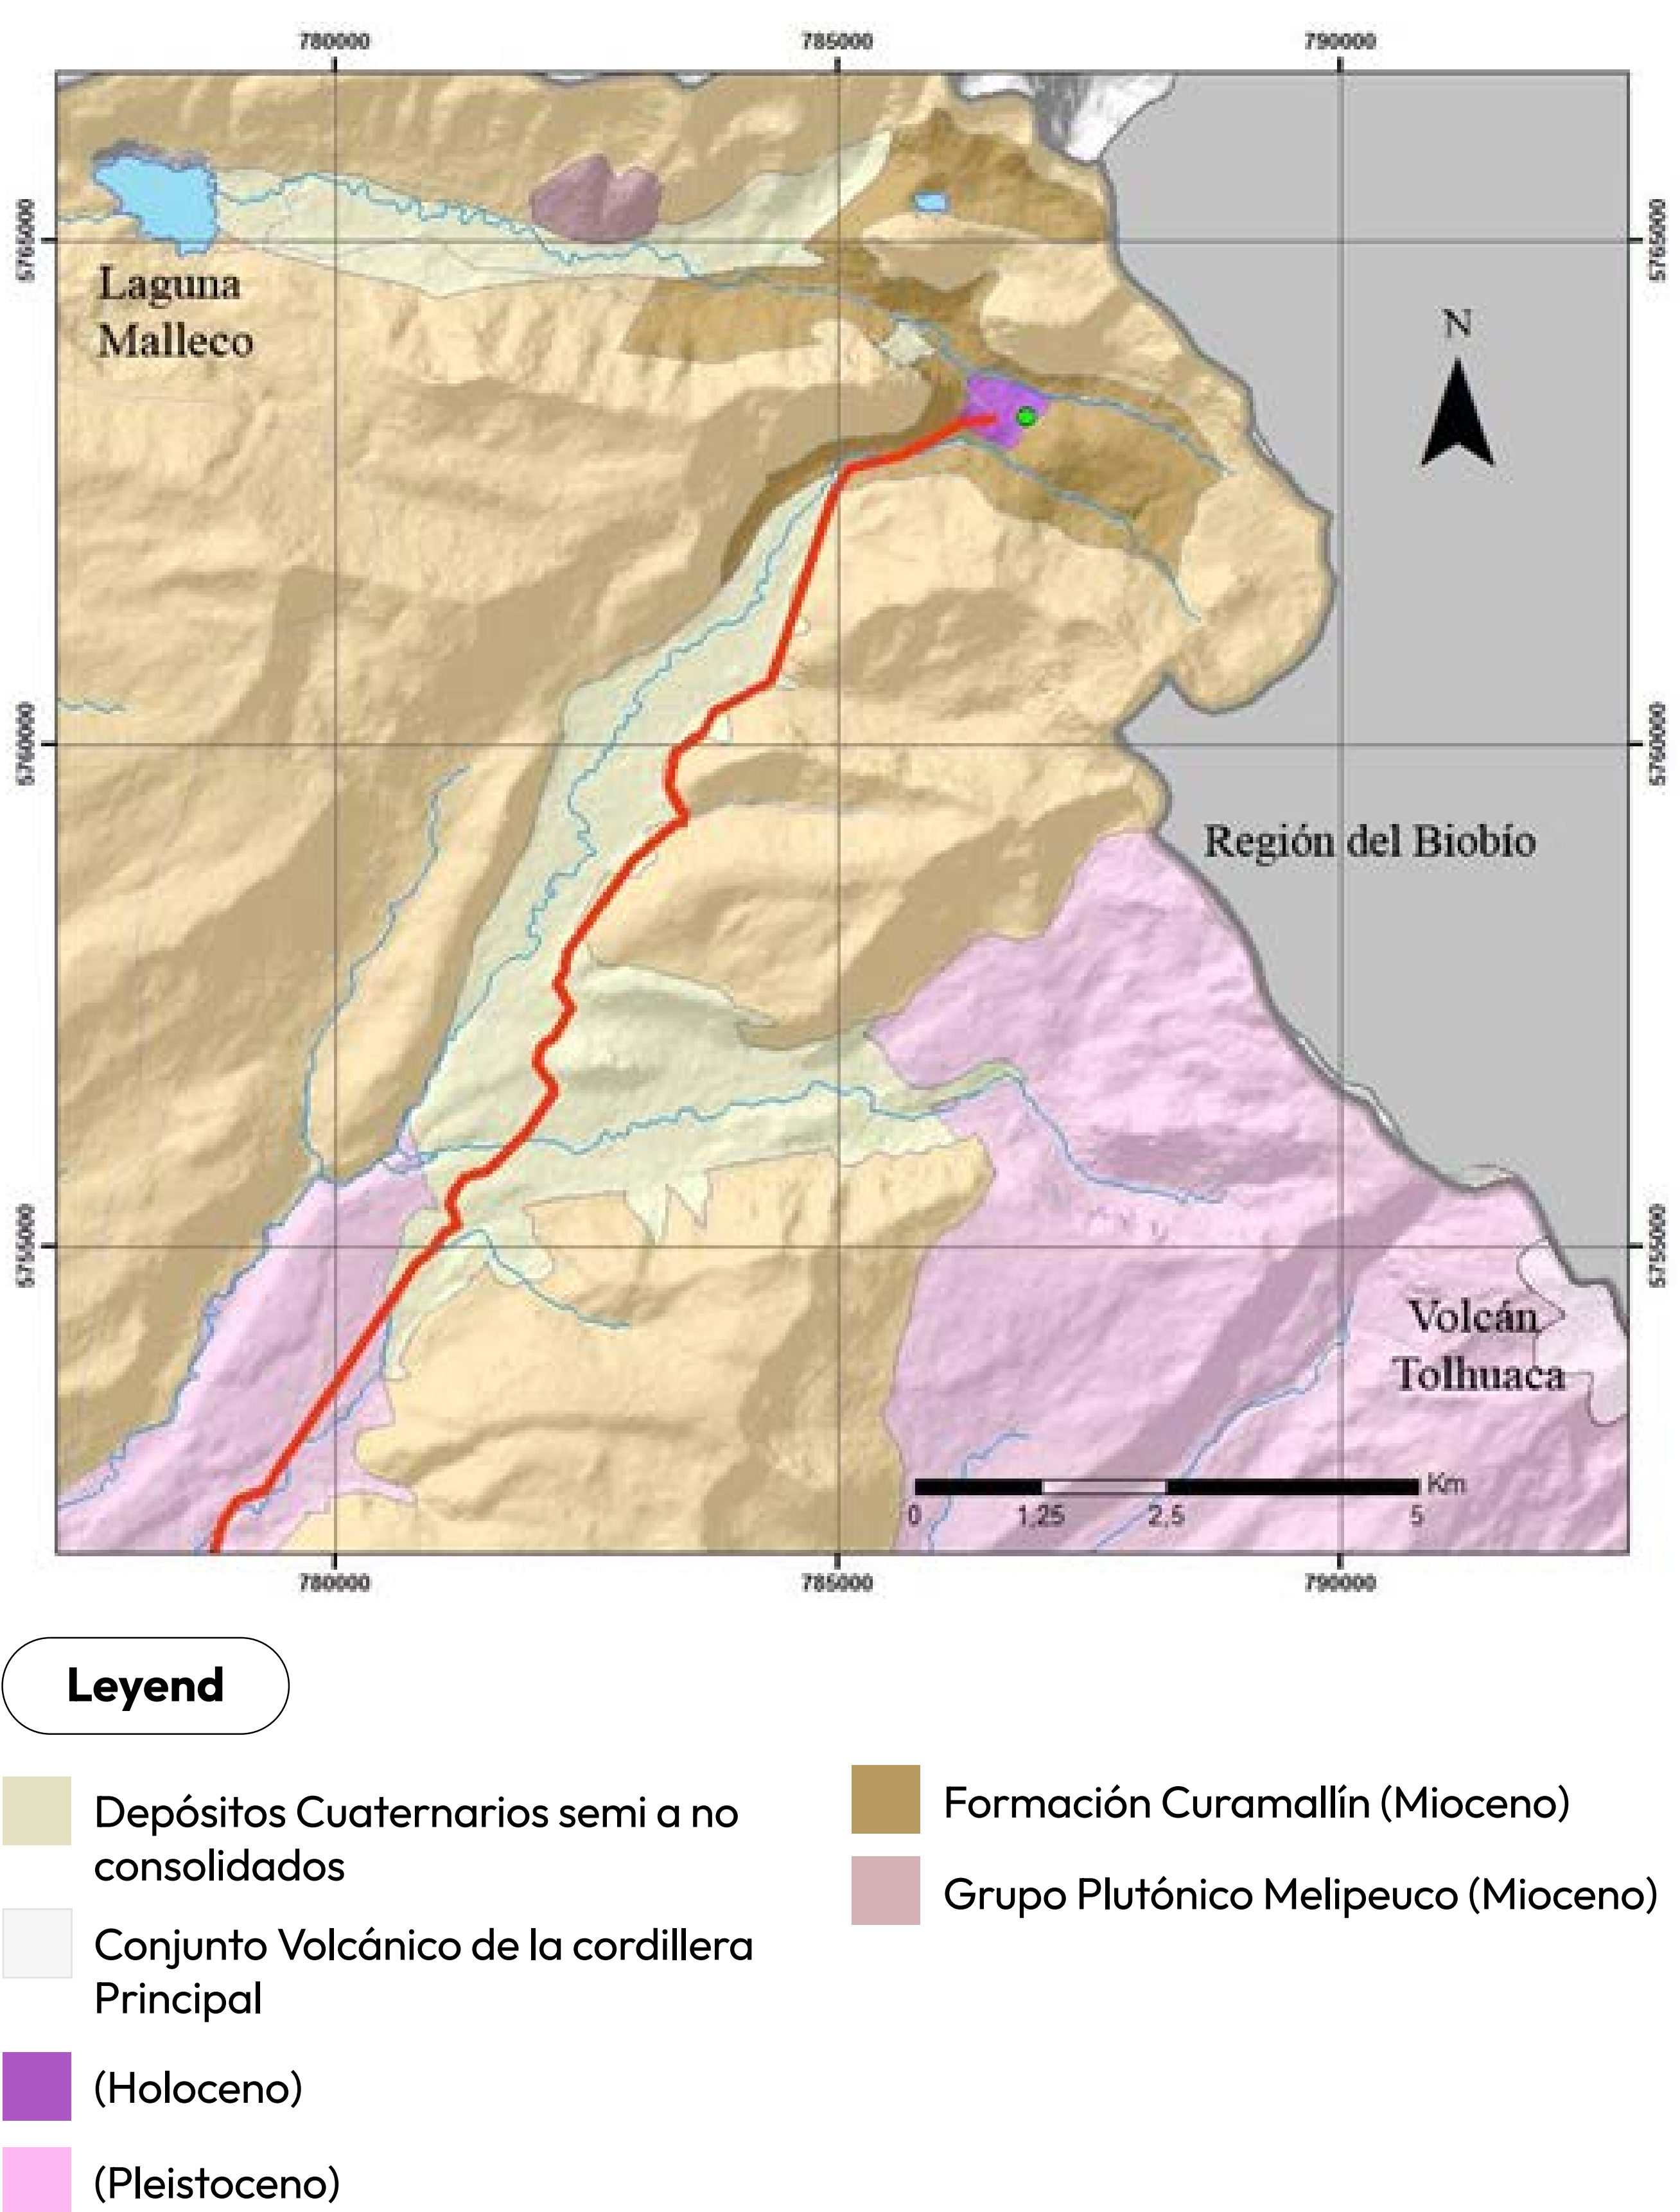 780000 785000 790000
5765000 5765000
Laguna
Malleco
N
5760000 5760000
Región del Biobío
5755000 5755000
Volcán
Tolhuaca
Km
0 1,25 2,5 5
780000 785000 790000
Leyend
Depósitos Cuaternarios semi a no
consolidados
Conjunto Volcánico de la cordillera
Principal
(Holoceno)
(Pleistoceno)
Formación Curamallín (Mioceno)
Grupo Plutónico Melipeuco (Mioceno)